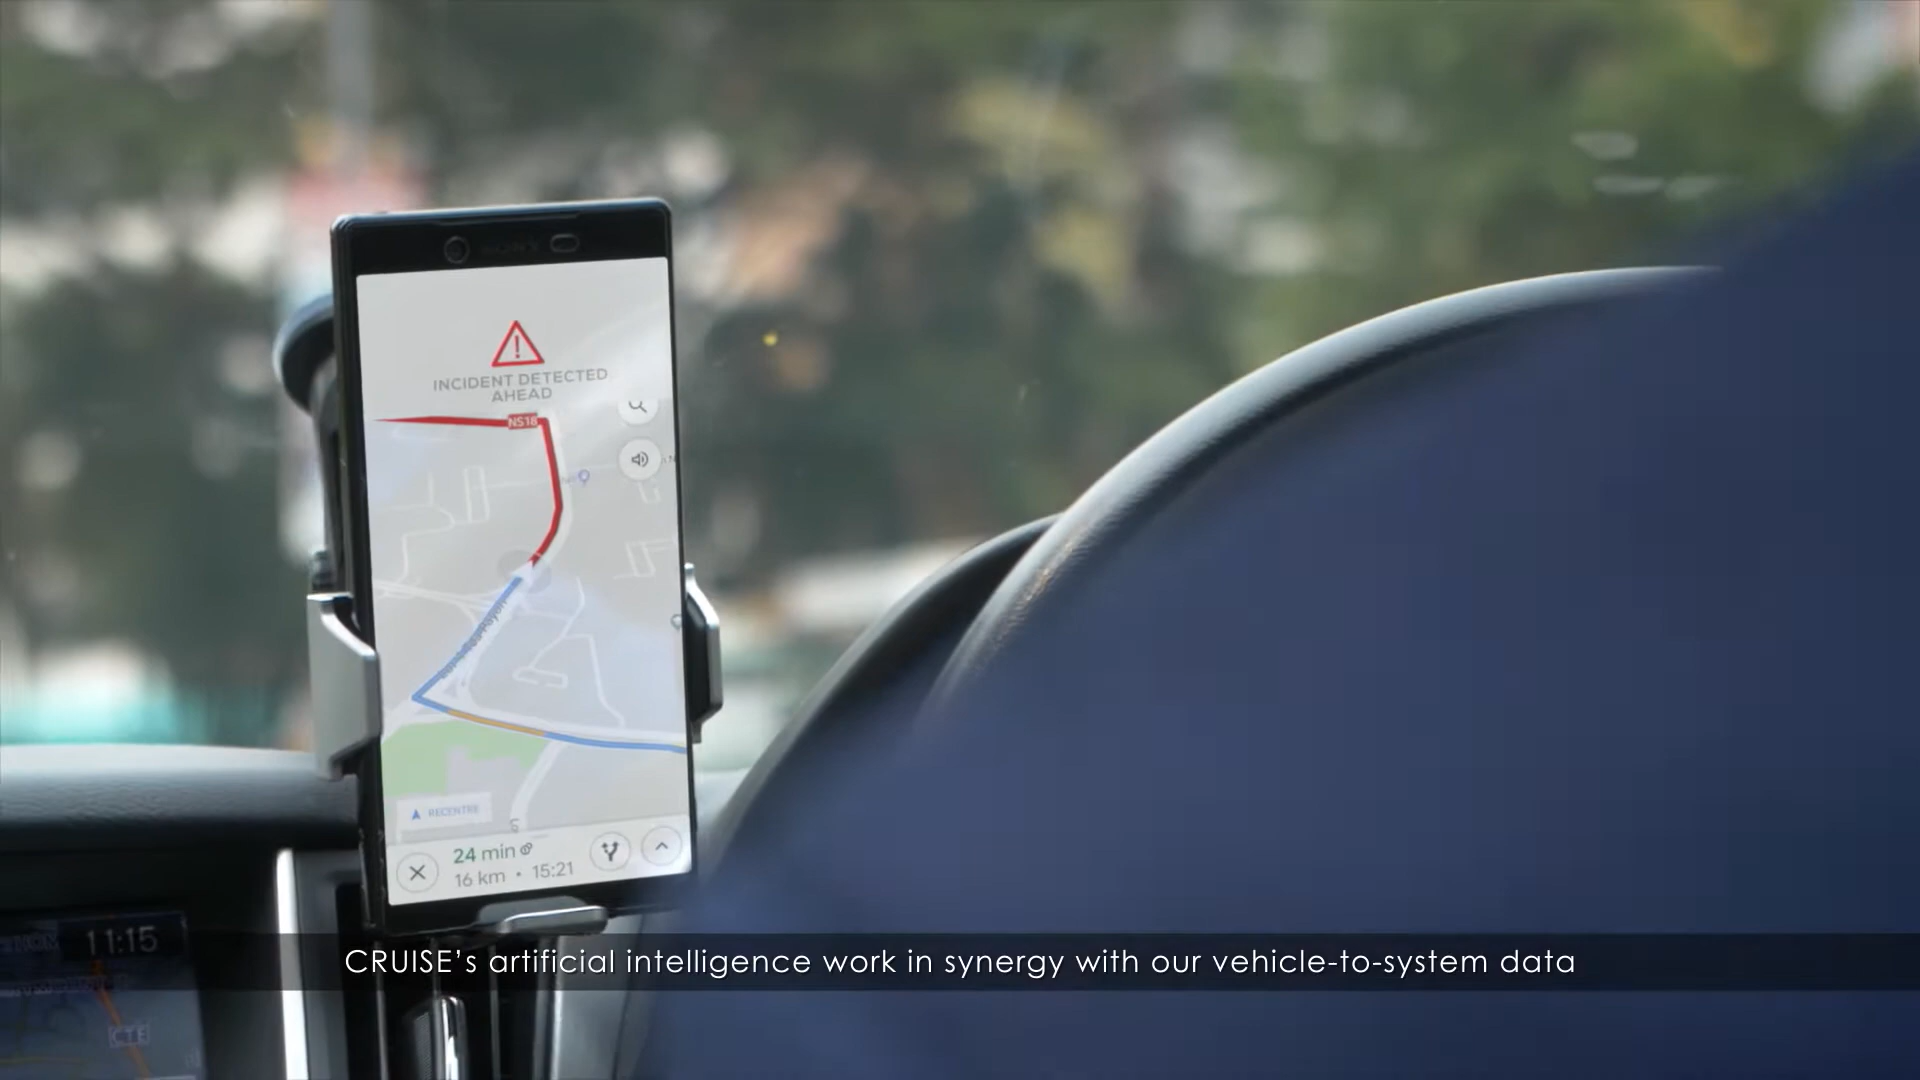 INCIDENT DETECTED
AHEAD
NS18
RECENTRE
24 min
16 km • 15:21
11:15
CTE
CRUISE’s artificial intelligence work in synergy with our vehicle-to-system data